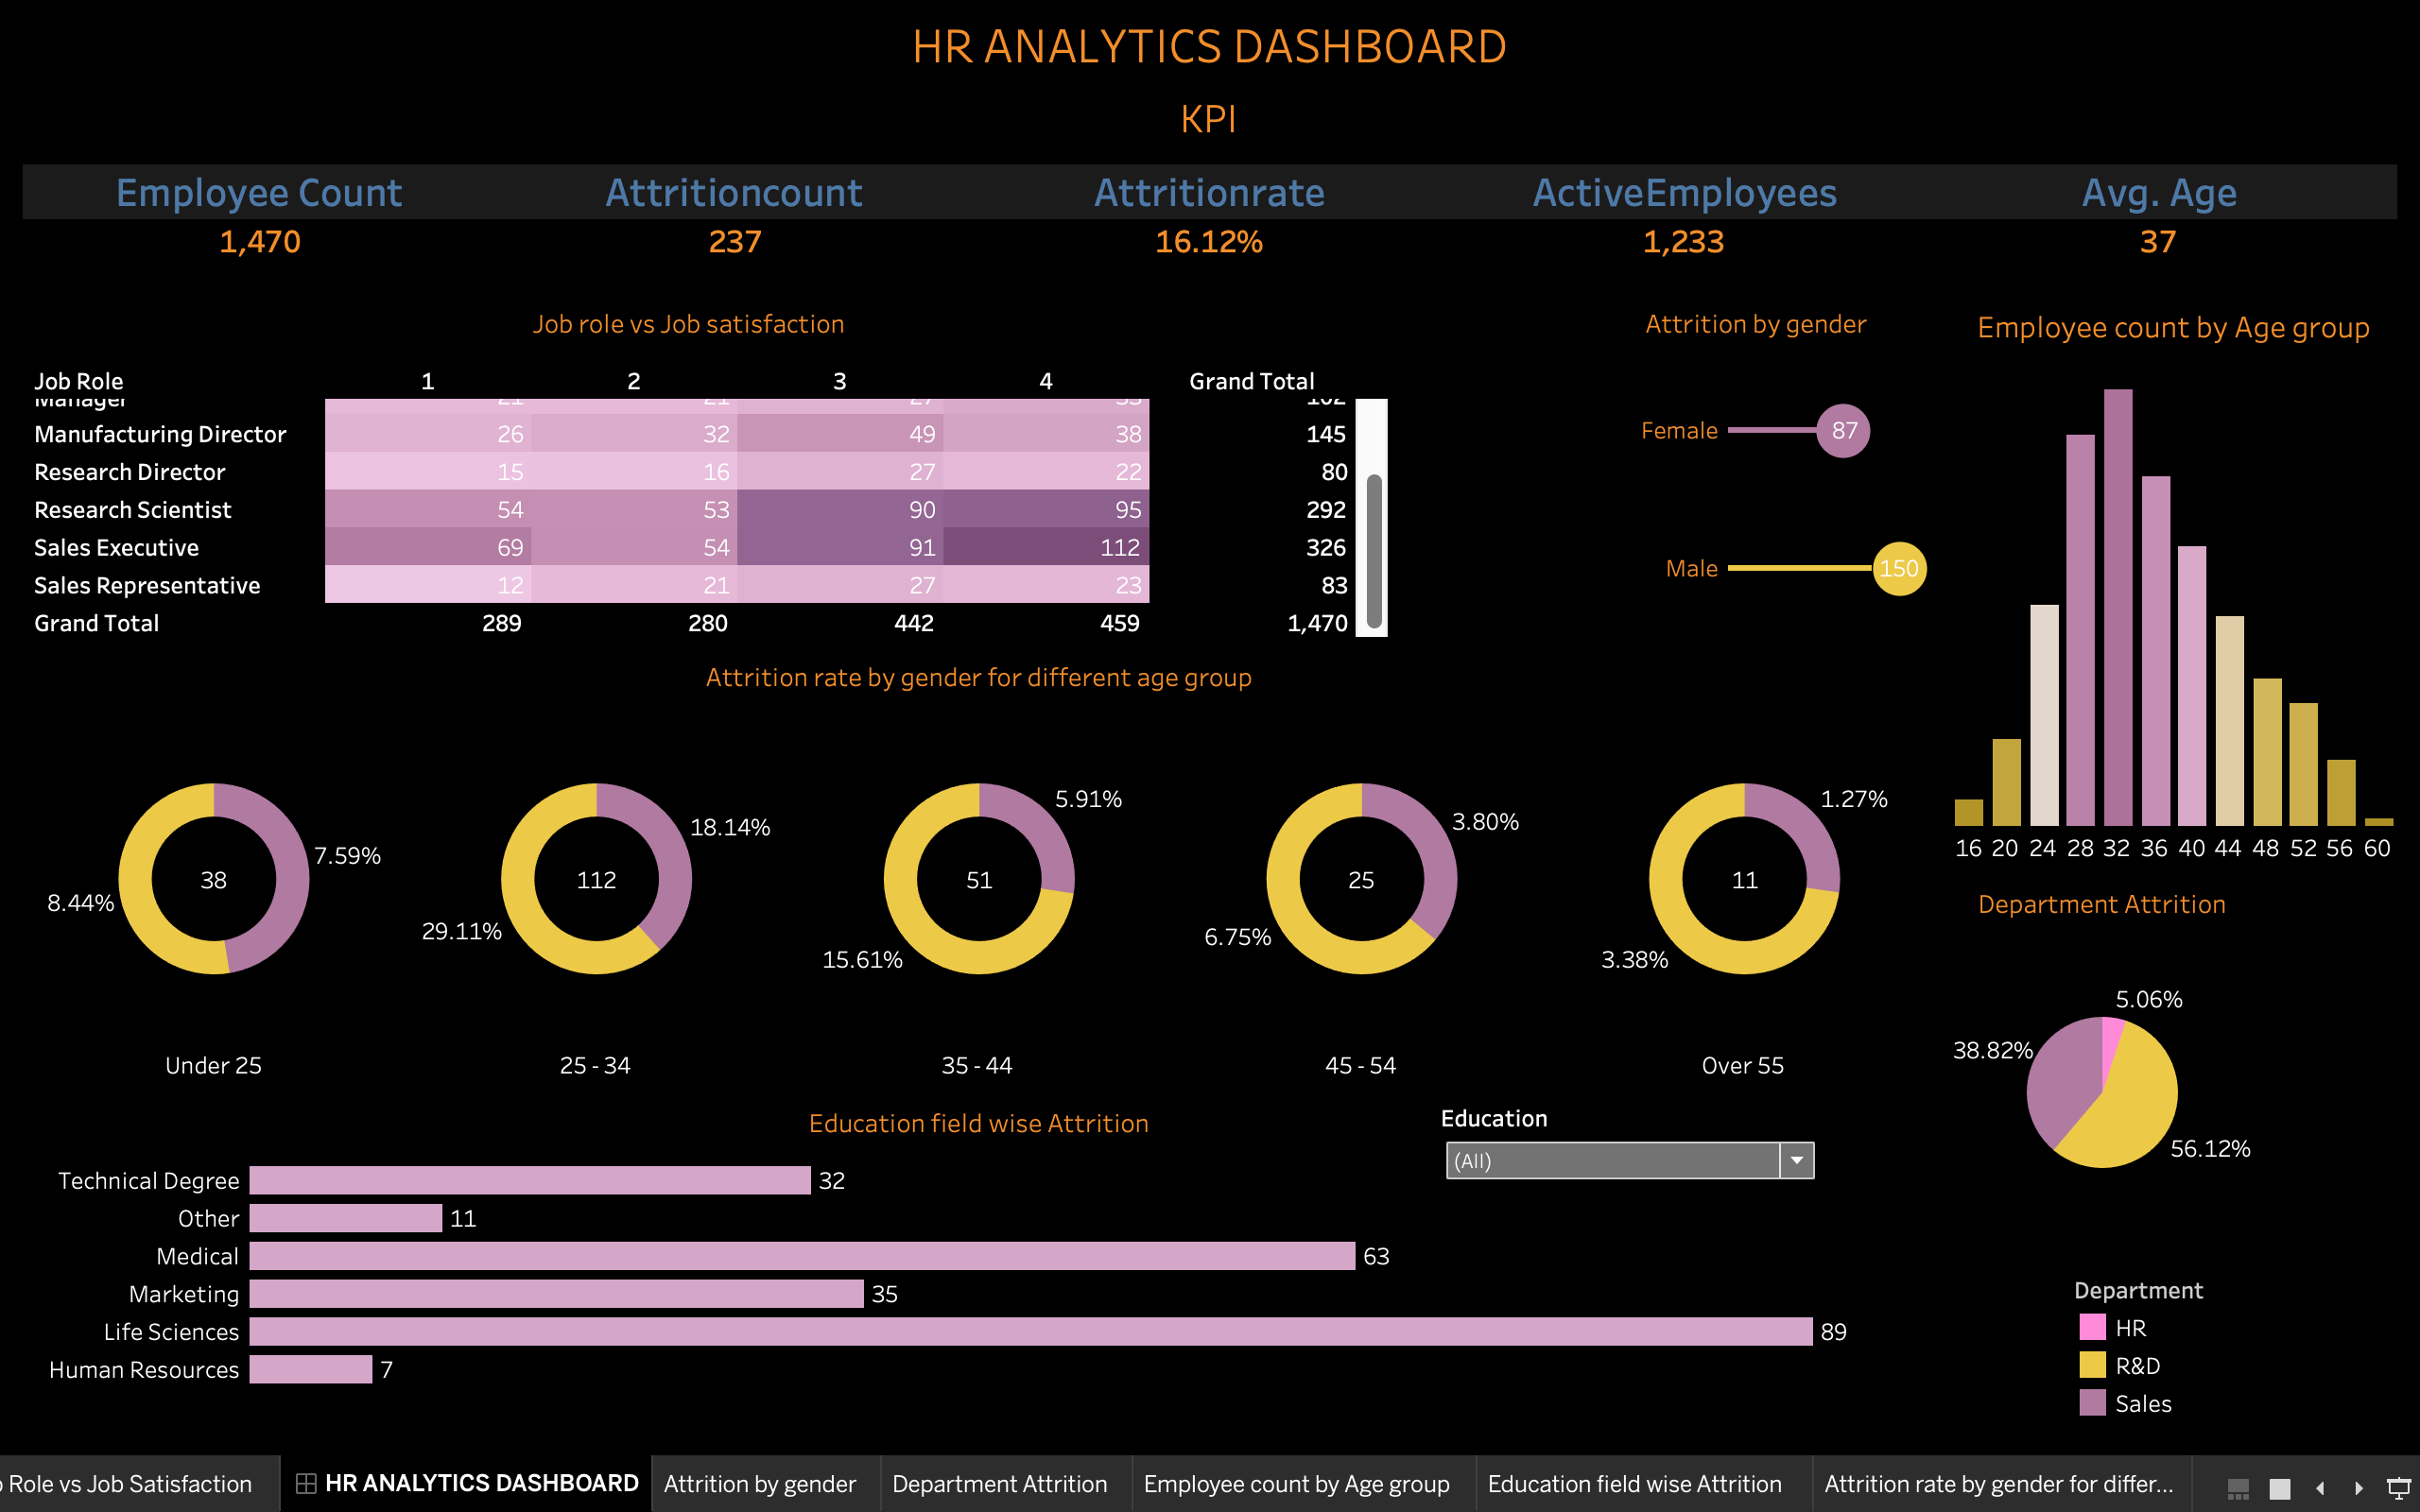 HR ANALYTICS DASHBOARD
KPI
Employee Count Attritioncount Attritionrate ActiveEmployees Avg. Age
1,470 237 16.12% 1,233 37
Job role vs Job satisfaction
Job Role 1 2 3 4 Grand Total
Manager 21 21 27 33 102
Manufacturing Director 26 32 49 38 145
Research Director 15 16 27 22 80
Research Scientist 54 53 90 95 292
Sales Executive 69 54 91 112 326
Sales Representative 12 21 27 23 83
Grand Total 289 280 442 459 1,470
Attrition by gender
Female 87
Male 150
Employee count by Age group
16 20 24 28 32 36 40 44 48 52 56 60
Attrition rate by gender for different age group
38 7.59% 8.44%
Under 25
112 18.14% 29.11%
25 - 34
51 5.91% 15.61%
35 - 44
25 3.80% 6.75%
45 - 54
11 1.27% 3.38%
Over 55
Department Attrition
5.06%
38.82%
56.12%
Education field wise Attrition
Education
(All)
Technical Degree 32
Other 11
Medical 63
Marketing 35
Life Sciences 89
Human Resources 7
Department
HR
R&D
Sales
Role vs Job Satisfaction HR ANALYTICS DASHBOARD Attrition by gender Department Attrition Employee count by Age group Education field wise Attrition Attrition rate by gender for differ...